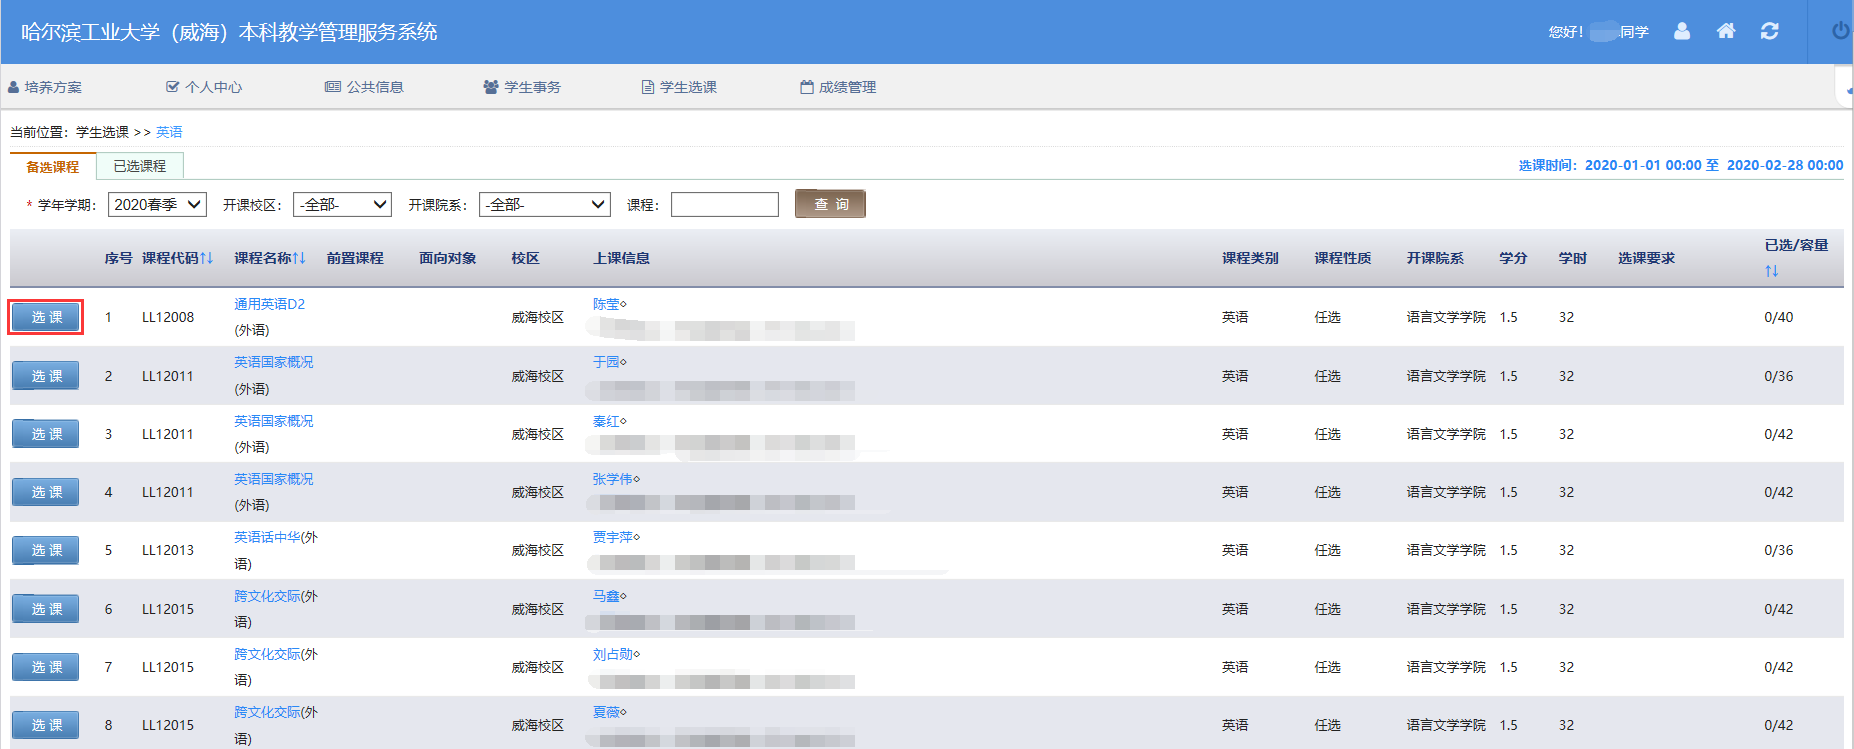 哈尔滨工业大学（威海）本科教学管理服务系统
您好！ 同学
培养方案 个人中心 公共信息 学生事务 学生选课 成绩管理
当前位置：学生选课 >> 英语
备选课程 已选课程 选课时间：2020-01-01 00:00 至 2020-02-28 00:00
* 学年学期： 2020春季 开课校区： -全部- 开课院系： -全部- 课程： 查 询
序号 课程代码↑↓ 课程名称↑↓ 前置课程 面向对象 校区 上课信息 课程类别 课程性质 开课院系 学分 学时 选课要求 已选/容量↑↓
选 课 1 LL12008 通用英语D2 威海校区 陈莹◇ 英语 任选 语言文学学院 1.5 32 0/40
(外语)
选 课 2 LL12011 英语国家概况 威海校区 于园◇ 英语 任选 语言文学学院 1.5 32 0/36
(外语)
选 课 3 LL12011 英语国家概况 威海校区 秦红◇ 英语 任选 语言文学学院 1.5 32 0/42
(外语)
选 课 4 LL12011 英语国家概况 威海校区 张学伟◇ 英语 任选 语言文学学院 1.5 32 0/42
(外语)
选 课 5 LL12013 英语话中华(外 威海校区 贾宇萍◇ 英语 任选 语言文学学院 1.5 32 0/36
语)
选 课 6 LL12015 跨文化交际(外 威海校区 马鑫◇ 英语 任选 语言文学学院 1.5 32 0/42
语)
选 课 7 LL12015 跨文化交际(外 威海校区 刘占勋◇ 英语 任选 语言文学学院 1.5 32 0/42
语)
选 课 8 LL12015 跨文化交际(外 威海校区 夏薇◇ 英语 任选 语言文学学院 1.5 32 0/42
语)